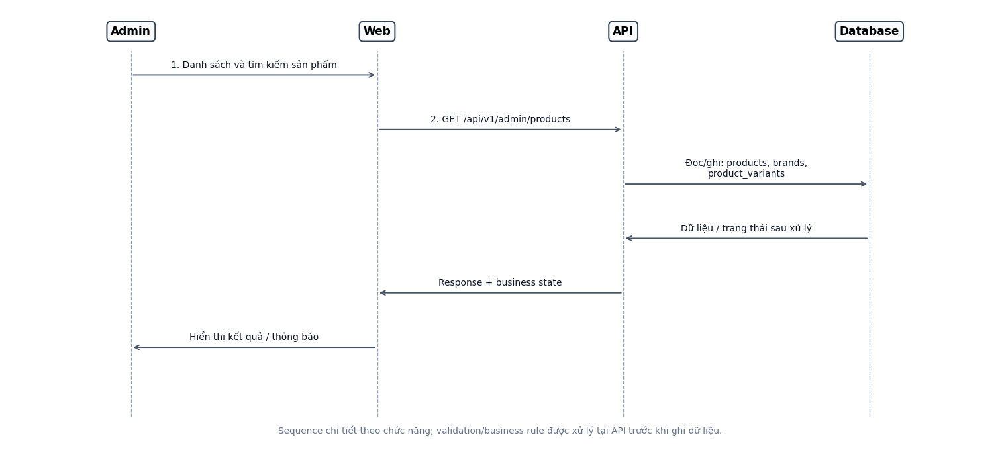 Admin
Web
API
Database
1. Danh sách và tìm kiếm sản phẩm
2. GET /api/v1/admin/products
Đọc/ghi: products, brands,
product_variants
Dữ liệu / trạng thái sau xử lý
Response + business state
Hiển thị kết quả / thông báo
Sequence chi tiết theo chức năng; validation/business rule được xử lý tại API trước khi ghi dữ liệu.